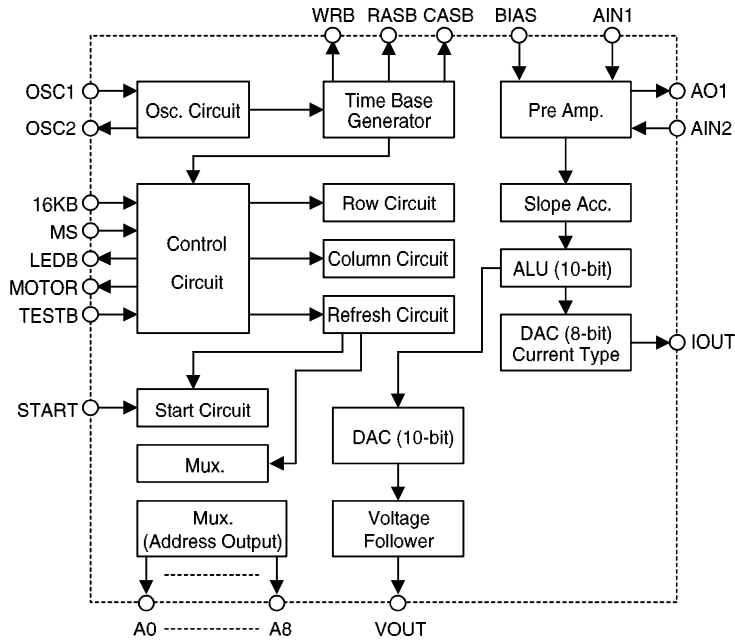 WRB RASB CASB BIAS AIN1
OSC1
Osc. Circuit
Time Base
Generator
Pre Amp.
AO1
OSC2
AIN2
16KB
MS
LEDB
MOTOR
TESTB
Control
Circuit
Row Circuit
Column Circuit
Refresh Circuit
Slope Acc.
ALU (10-bit)
DAC (8-bit)
Current Type
IOUT
START
Start Circuit
Mux.
DAC (10-bit)
Mux.
(Address Output)
Voltage
Follower
A0 A8 VOUT